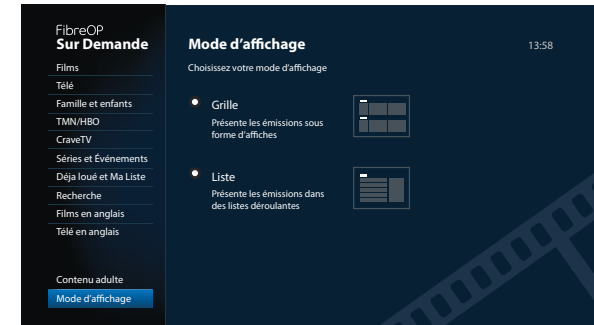 FibreOP
Sur Demande
Films
Télé
Famille et enfants
TMN/HBO
CraveTV
Séries et Événements
Déja loué et Ma Liste
Recherche
Films en anglais
Télé en anglais
Contenu adulte
Mode d'affichage
Mode d'affichage
13:58
Choisissez votre mode d'affichage
Grille
Présente les émissions sous
forme d'affiches
Liste
Présente les émissions dans
des listes déroulantes